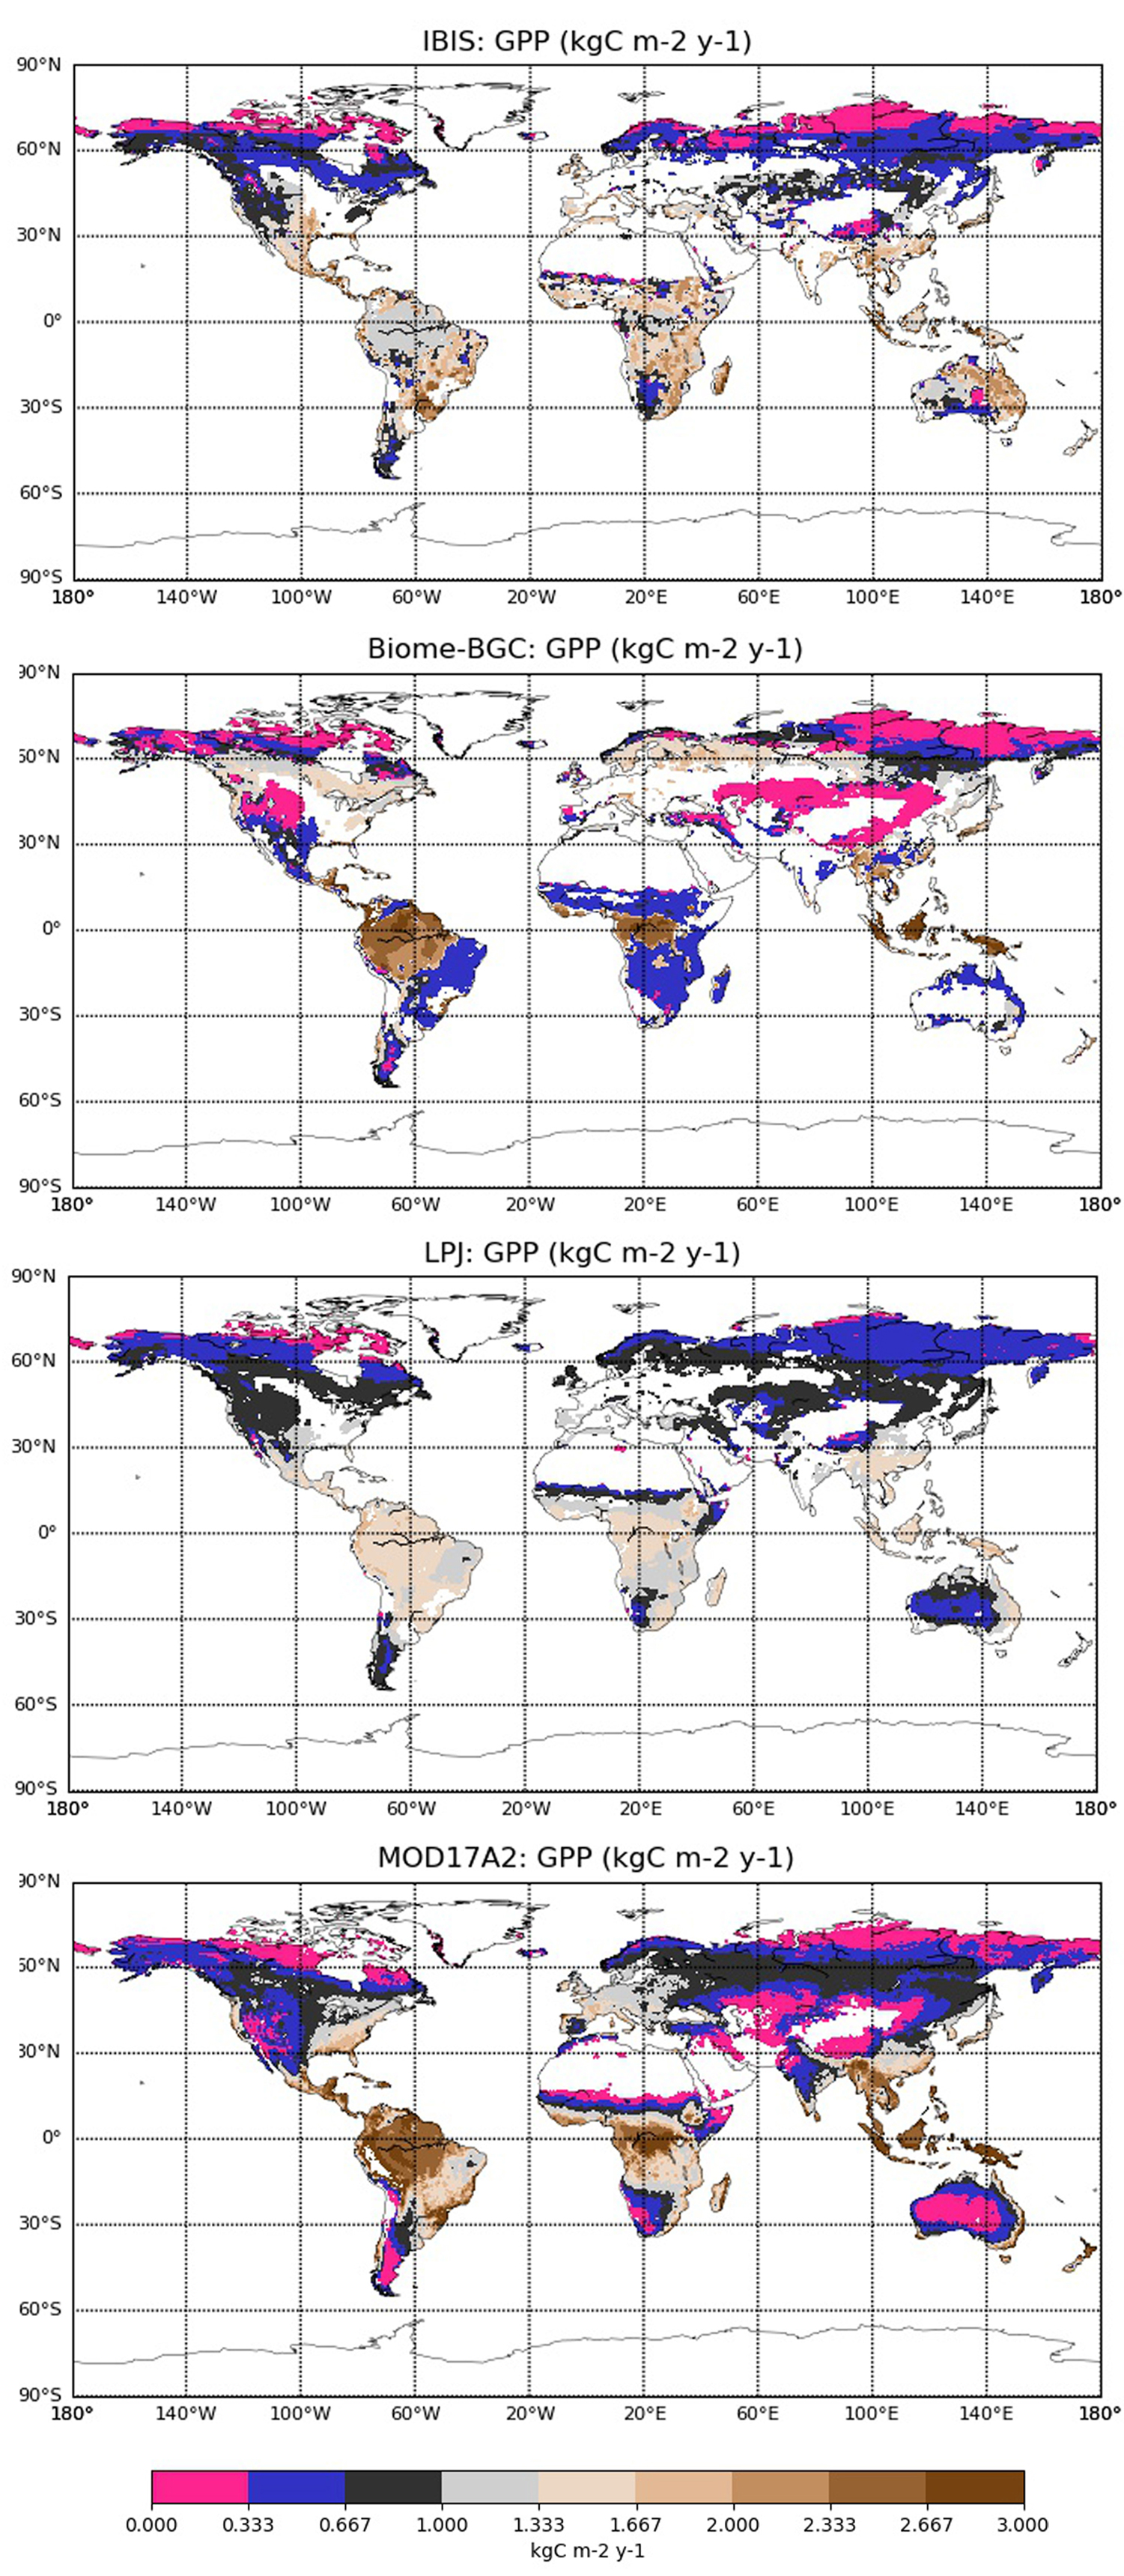 IBIS: GPP (kgC m-2 y-1)
90°N
60°N
30°N
0°
30°S
60°S
90°S
180° 140°W 100°W 60°W 20°W 20°E 60°E 100°E 140°E 180°
Biome-BGC: GPP (kgC m-2 y-1)
90°N
60°N
30°N
0°
30°S
60°S
90°S
180° 140°W 100°W 60°W 20°W 20°E 60°E 100°E 140°E 180°
LPJ: GPP (kgC m-2 y-1)
90°N
60°N
30°N
0°
30°S
60°S
90°S
180° 140°W 100°W 60°W 20°W 20°E 60°E 100°E 140°E 180°
MOD17A2: GPP (kgC m-2 y-1)
90°N
60°N
30°N
0°
30°S
60°S
90°S
180° 140°W 100°W 60°W 20°W 20°E 60°E 100°E 140°E 180°
0.000 0.333 0.667 1.000 1.333 1.667 2.000 2.333 2.667 3.000
kgC m-2 y-1